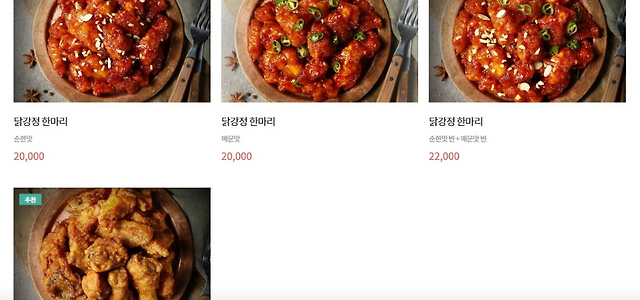 닭강정 한마리
순한맛
20,000
닭강정 한마리
매운맛
20,000
닭강정 한마리
순한맛 반 + 매운맛 반
22,000
추천